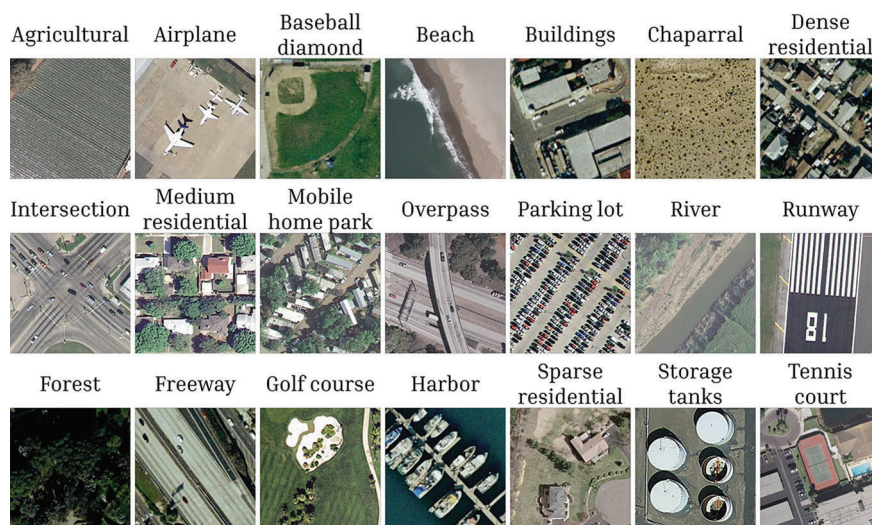 Agricultural
Airplane
Baseball
diamond
Beach
Buildings
Chaparral
Dense
residential
Intersection
Medium
residential
Mobile
home park
Overpass
Parking lot
River
Runway
Forest
Freeway
Golf course
Harbor
Sparse
residential
Storage
tanks
Tennis
court